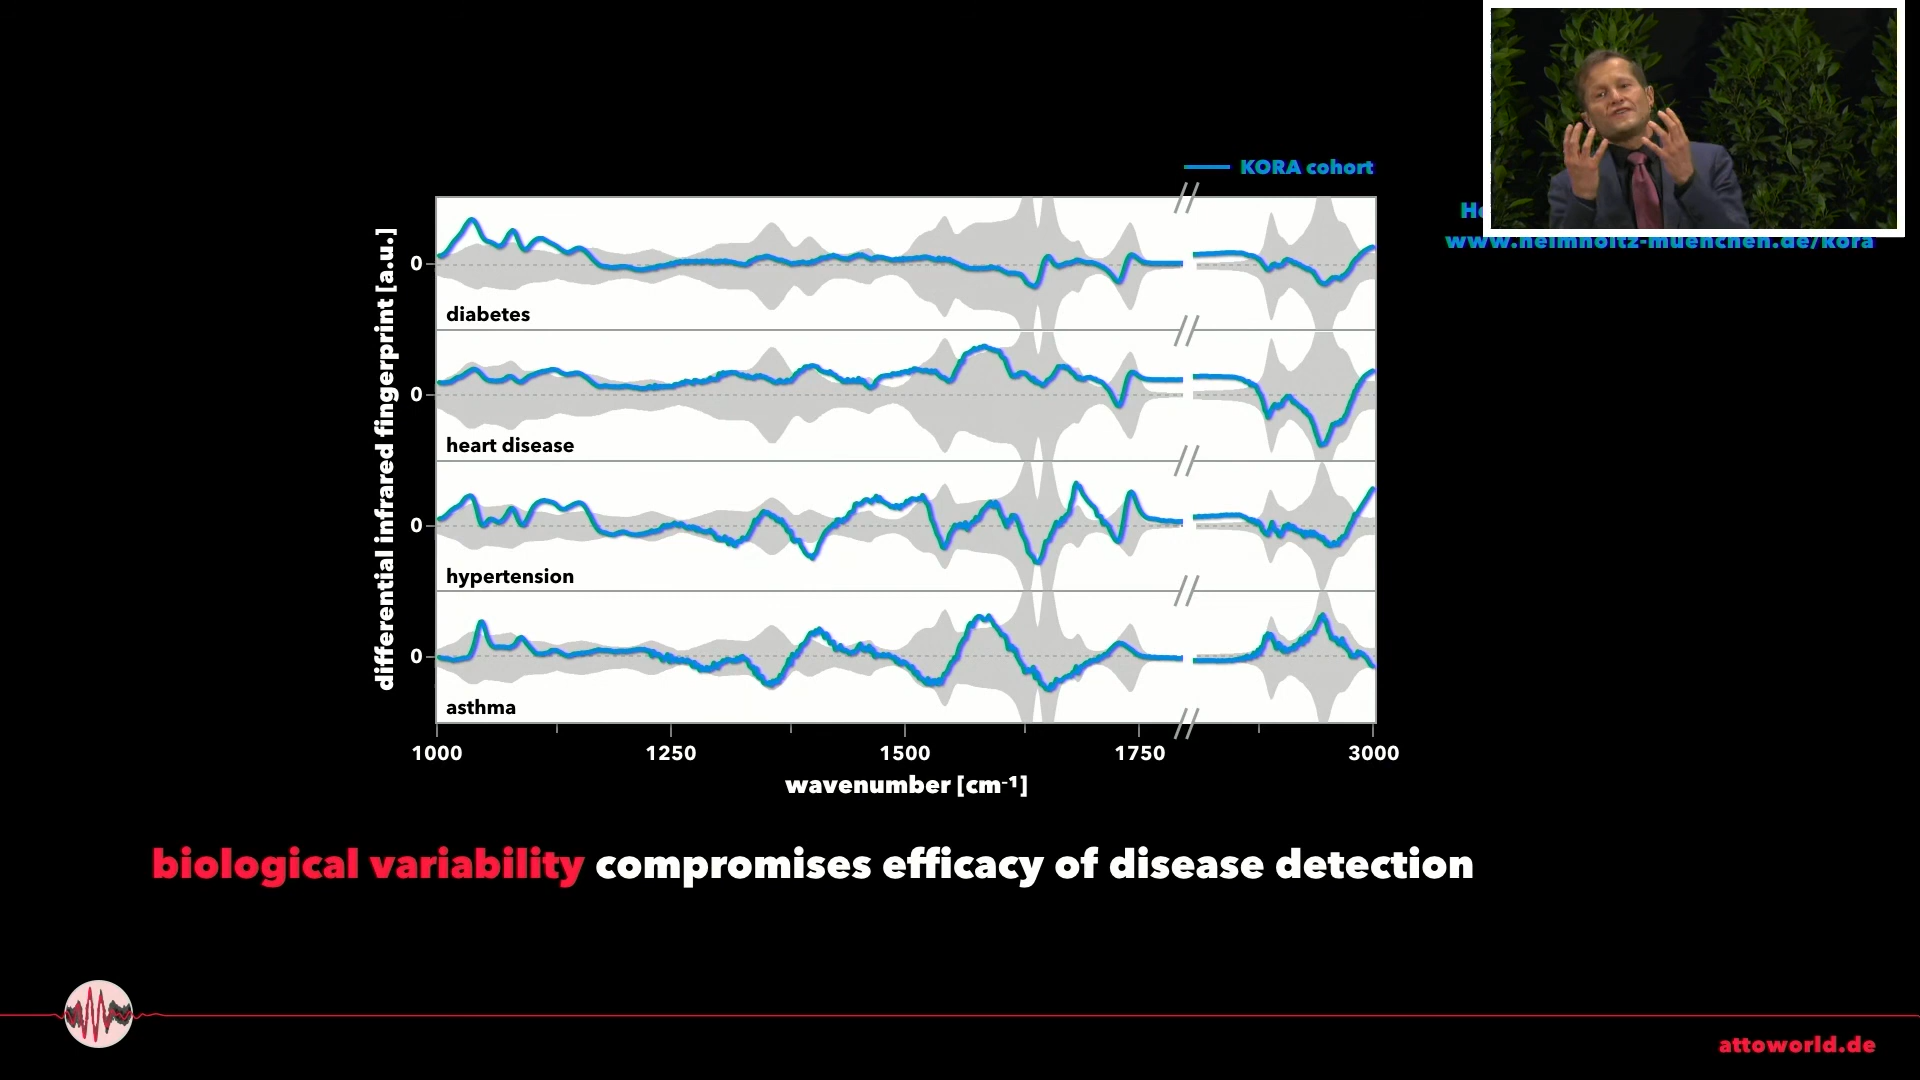 KORA cohort
www.helmholtz-muenchen.de/kora
differential infrared fingerprint [a.u.]
0
diabetes
0
heart disease
0
hypertension
0
asthma
1000 1250 1500 1750 3000
wavenumber [cm⁻¹]
biological variability compromises efficacy of disease detection
attoworld.de